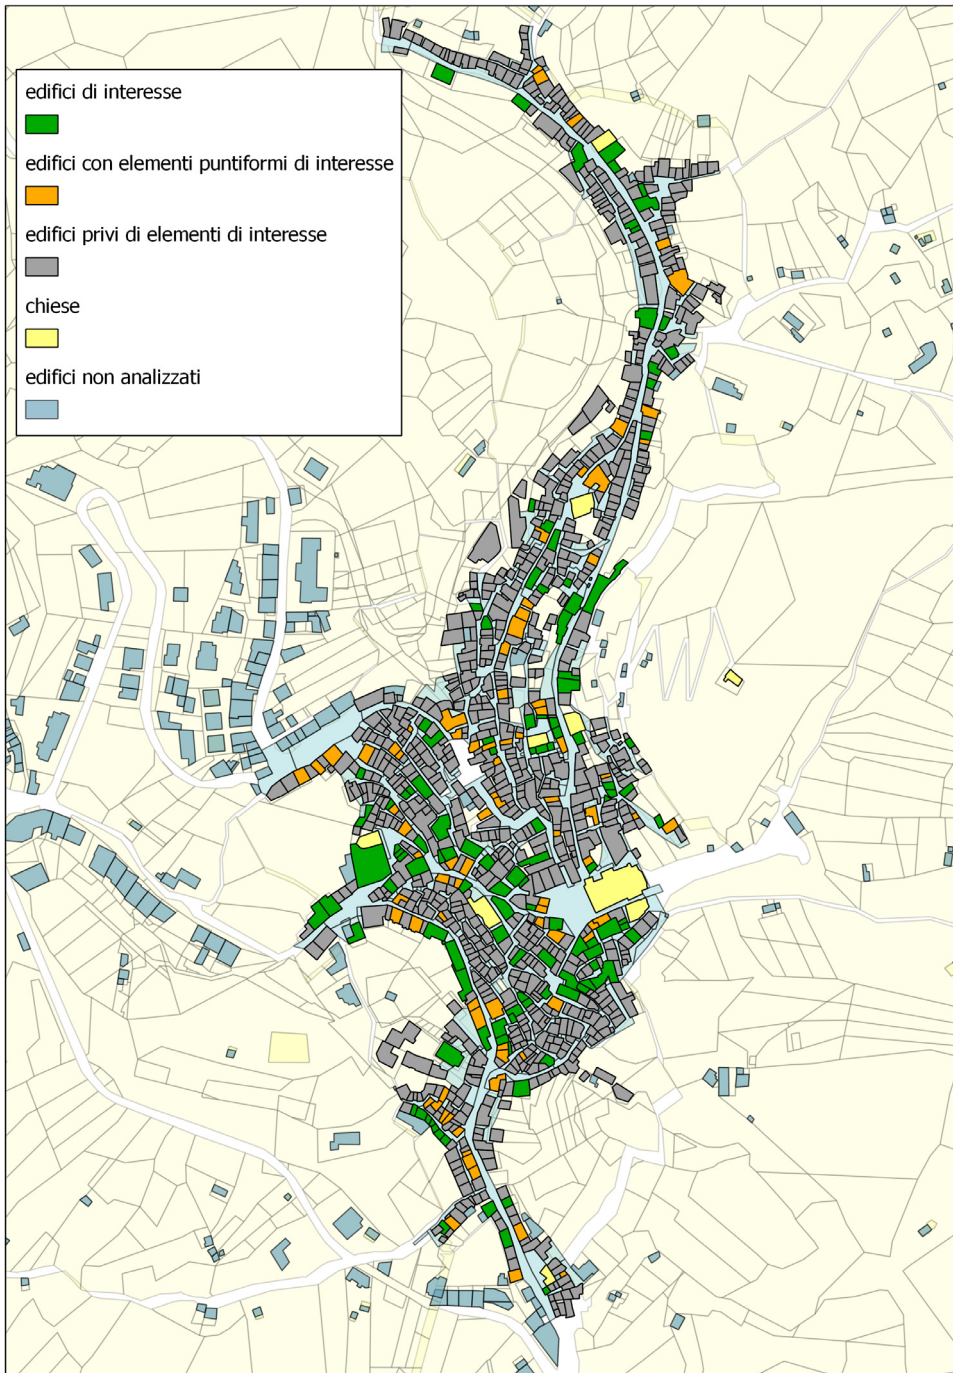 edifici di interesse
edifici con elementi puntiformi di interesse
edifici privi di elementi di interesse
chiese
edifici non analizzati